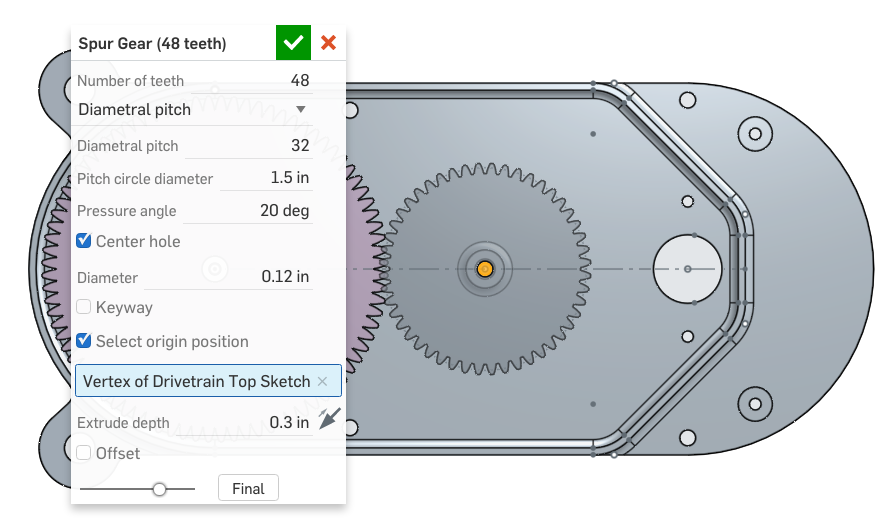 Spur Gear (48 teeth)
Number of teeth 48
Diametral pitch
Diametral pitch 32
Pitch circle diameter 1.5 in
Pressure angle 20 deg
Center hole
Diameter 0.12 in
Keyway
Select origin position
Vertex of Drivetrain Top Sketch
Extrude depth 0.3 in
Offset
Final